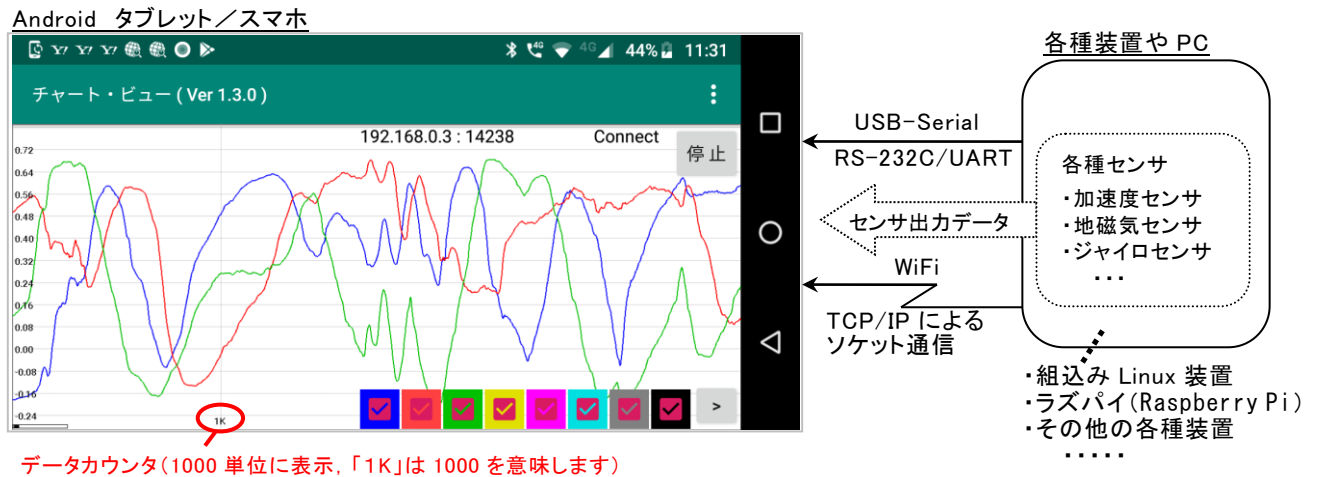 Android タブレット／スマホ
4G 4G 44% 11:31
チャート・ビュー ( Ver 1.3.0 )
192.168.0.3 : 14238 Connect
停止
0.72
0.64
0.56
0.48
0.40
0.32
0.24
0.16
0.08
0.00
-0.08
-0.16
-0.24
1K
>
データカウンタ（1000 単位に表示，「1K」は 1000 を意味します）
USB-Serial
RS-232C/UART
センサ出力データ
WiFi
TCP/IP による
ソケット通信
各種装置や PC
各種センサ
・加速度センサ
・地磁気センサ
・ジャイロセンサ
・・・
・組込み Linux 装置
・ラズパイ（Raspberry Pi）
・その他の各種装置
・・・・・